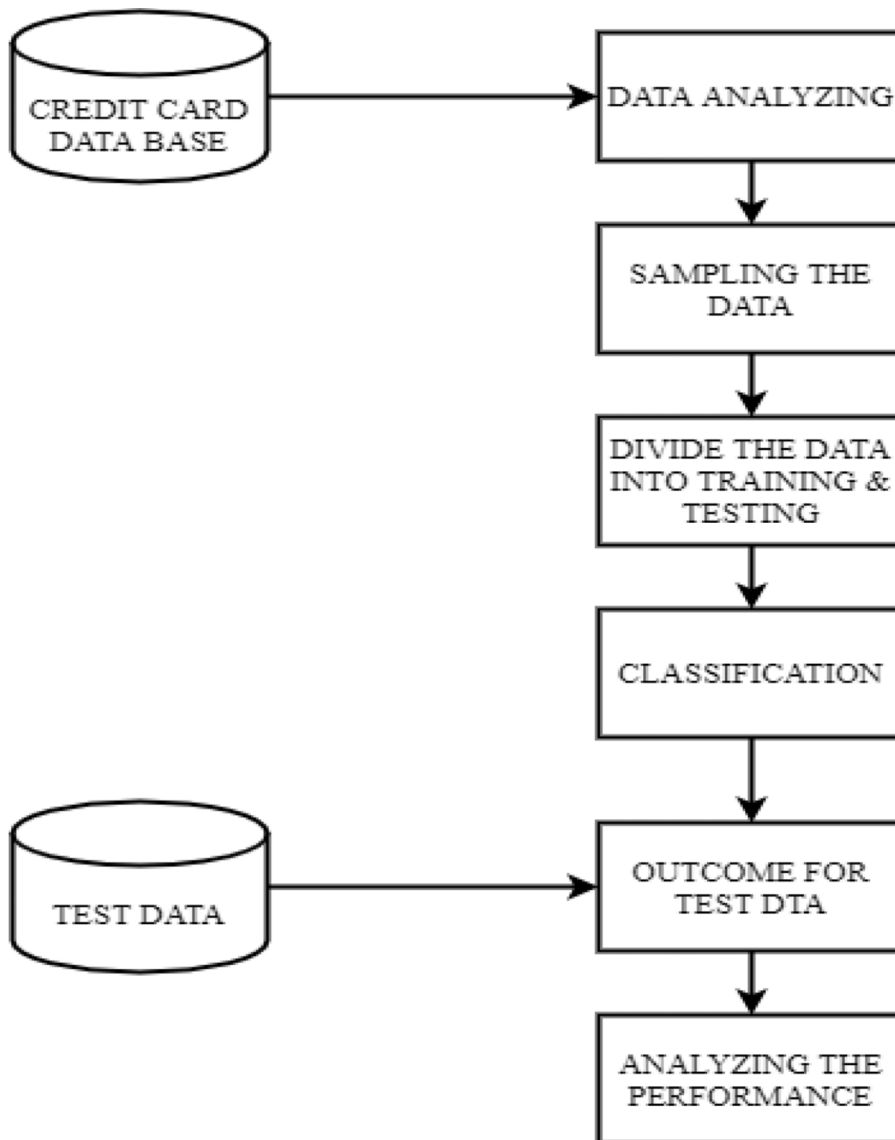 CREDIT CARD
DATA BASE
DATA ANALYZING
SAMPLING THE
DATA
DIVIDE THE DATA
INTO TRAINING &
TESTING
CLASSIFICATION
TEST DATA
OUTCOME FOR
TEST DTA
ANALYZING THE
PERFORMANCE